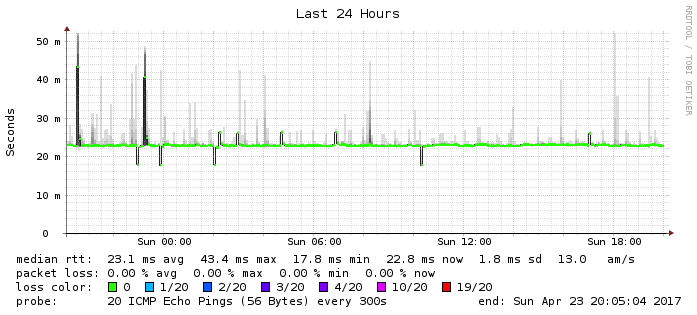 Last 24 Hours
RRDTOOL / TOBI OETIKER
Seconds
50 m
40 m
30 m
20 m
10 m
0
Sun 00:00 Sun 06:00 Sun 12:00 Sun 18:00
median rtt: 23.1 ms avg 43.4 ms max 17.8 ms min 22.8 ms now 1.8 ms sd 13.0 am/s
packet loss: 0.00 % avg 0.00 % max 0.00 % min 0.00 % now
loss color: 0 1/20 2/20 3/20 4/20 10/20 19/20
probe: 20 ICMP Echo Pings (56 Bytes) every 300s end: Sun Apr 23 20:05:04 2017